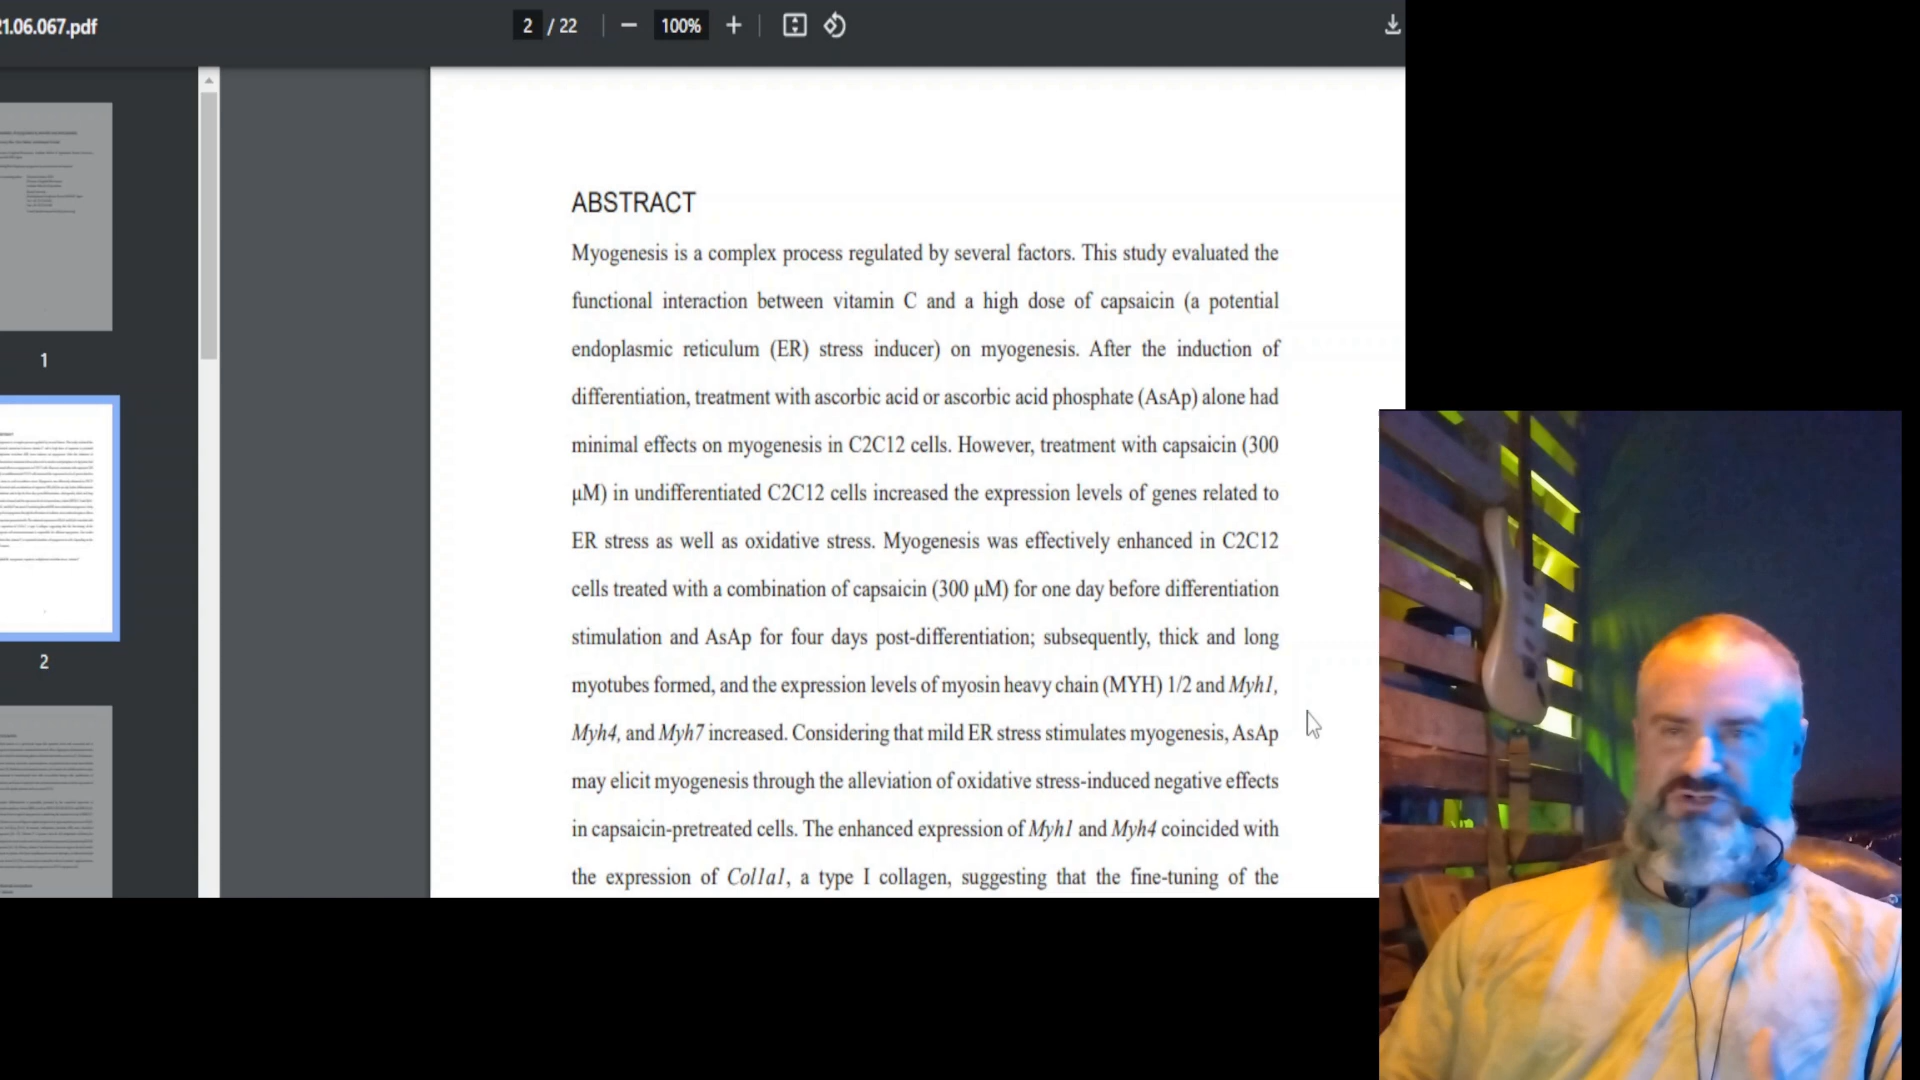 1.06.067.pdf
2 / 22
100%
ABSTRACT
Myogenesis is a complex process regulated by several factors. This study evaluated the
functional interaction between vitamin C and a high dose of capsaicin (a potential
endoplasmic reticulum (ER) stress inducer) on myogenesis. After the induction of
differentiation, treatment with ascorbic acid or ascorbic acid phosphate (AsAp) alone had
minimal effects on myogenesis in C2C12 cells. However, treatment with capsaicin (300
μM) in undifferentiated C2C12 cells increased the expression levels of genes related to
ER stress as well as oxidative stress. Myogenesis was effectively enhanced in C2C12
cells treated with a combination of capsaicin (300 μM) for one day before differentiation
stimulation and AsAp for four days post-differentiation; subsequently, thick and long
myotubes formed, and the expression levels of myosin heavy chain (MYH) 1/2 and Myh1,
Myh4, and Myh7 increased. Considering that mild ER stress stimulates myogenesis, AsAp
may elicit myogenesis through the alleviation of oxidative stress-induced negative effects
in capsaicin-pretreated cells. The enhanced expression of Myh1 and Myh4 coincided with
the expression of Col1a1, a type I collagen, suggesting that the fine-tuning of the
1
2